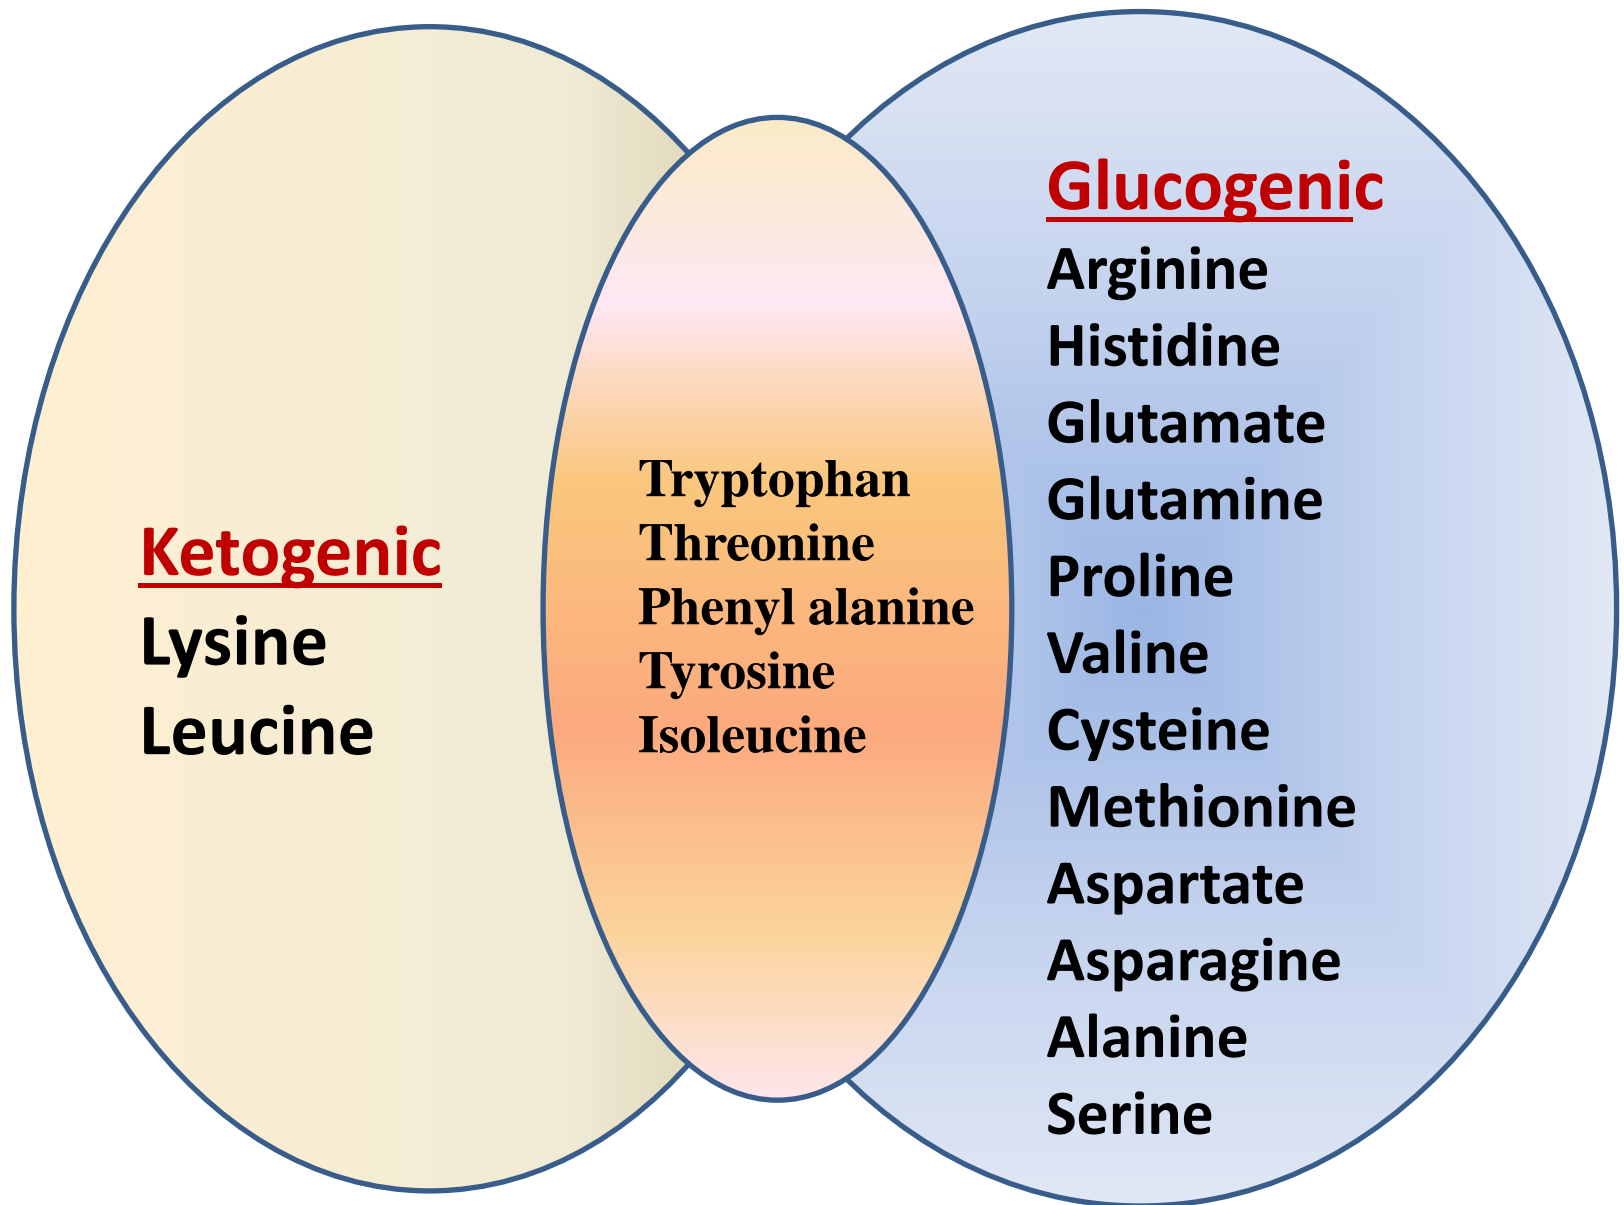 Ketogenic
Lysine
Leucine
Tryptophan
Threonine
Phenyl alanine
Tyrosine
Isoleucine
Glucogenic
Arginine
Histidine
Glutamate
Glutamine
Proline
Valine
Cysteine
Methionine
Aspartate
Asparagine
Alanine
Serine